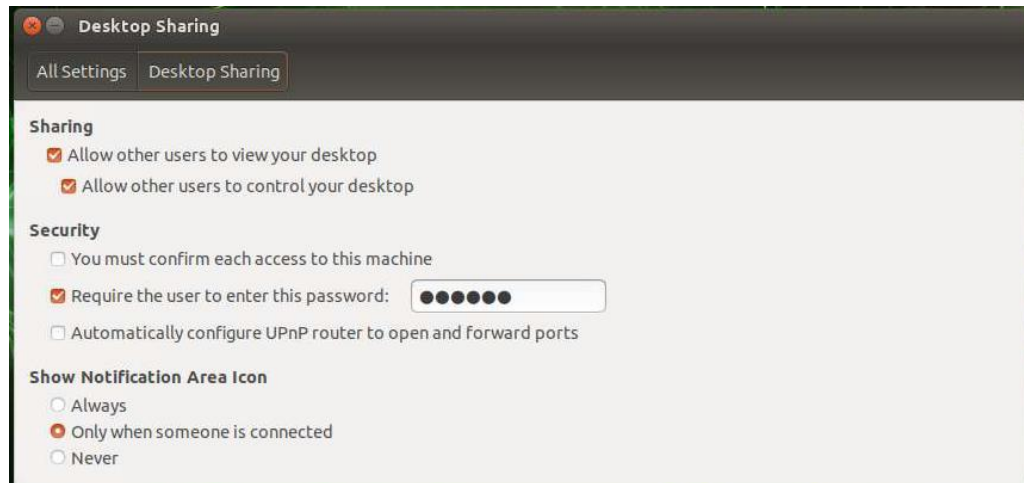 Desktop Sharing
All Settings Desktop Sharing
Sharing
Allow other users to view your desktop
Allow other users to control your desktop
Security
You must confirm each access to this machine
Require the user to enter this password: ●●●●●●
Automatically configure UPnP router to open and forward ports
Show Notification Area Icon
Always
Only when someone is connected
Never